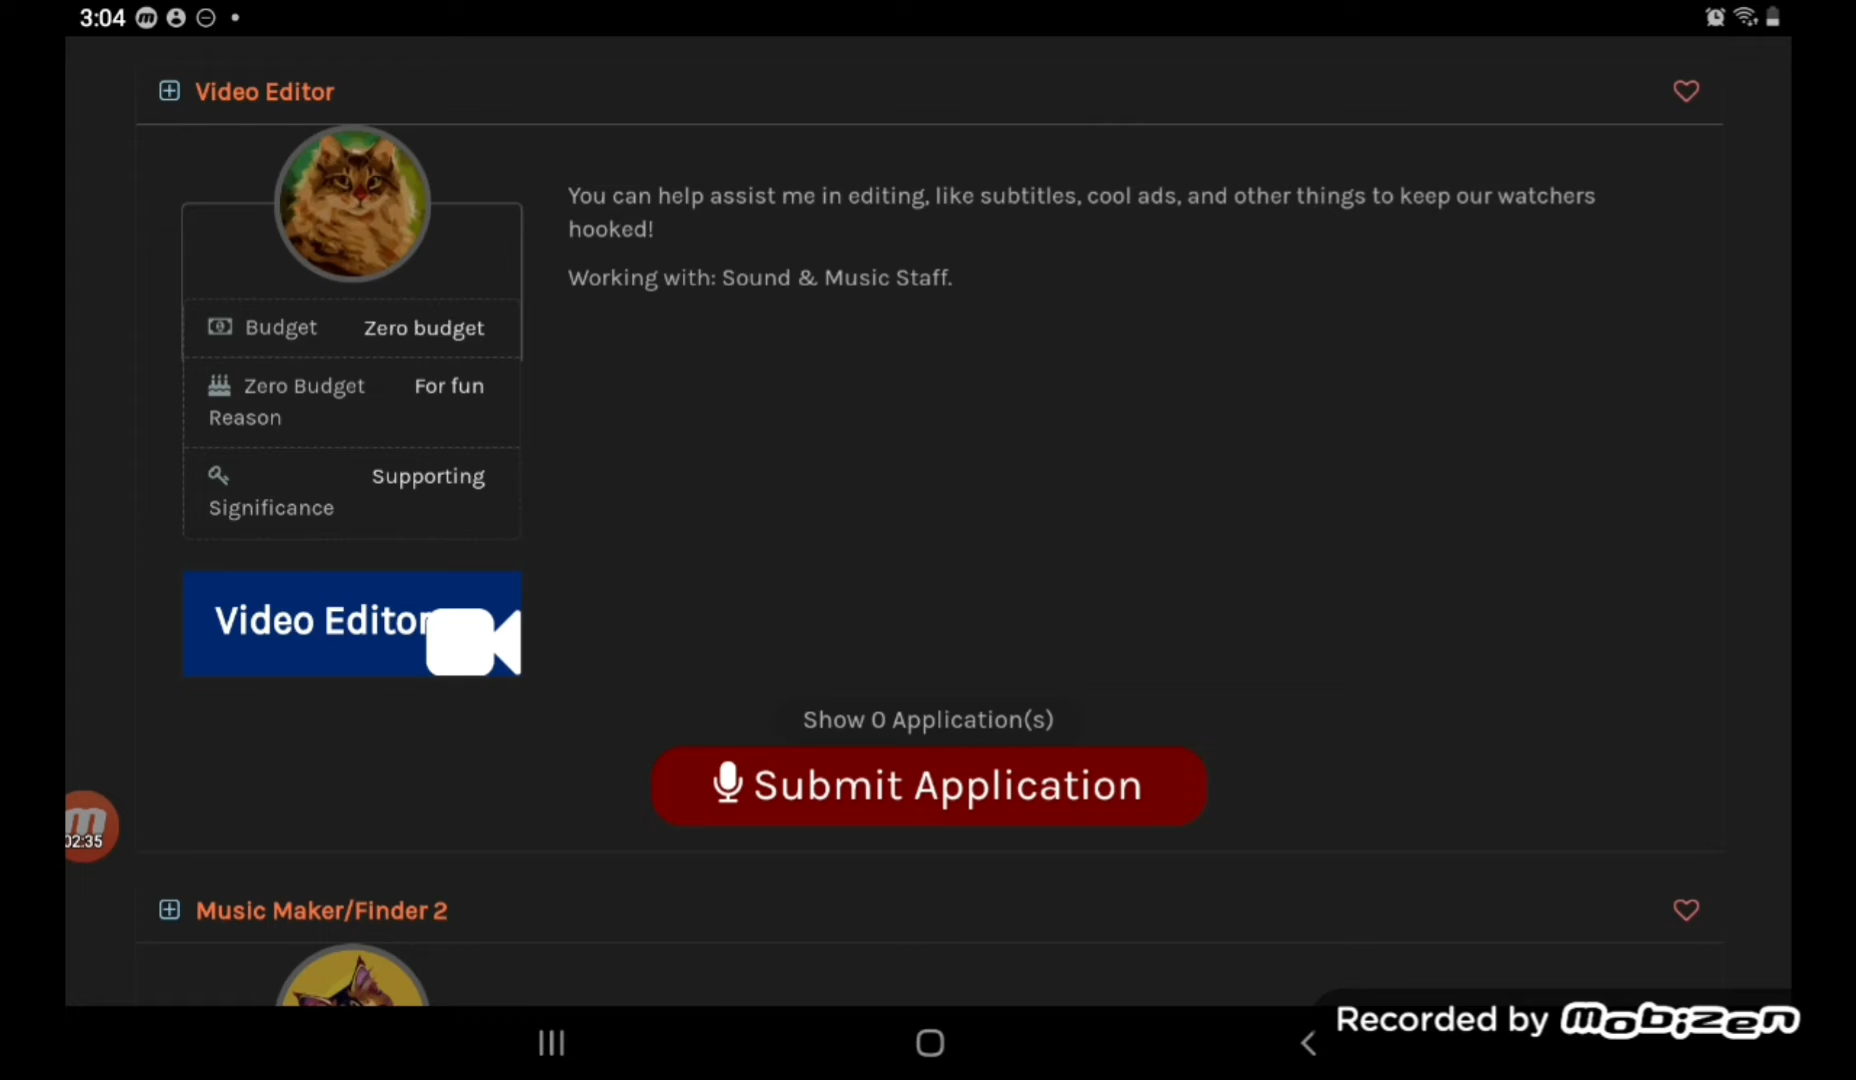 3:04
Video Editor
You can help assist me in editing, like subtitles, cool ads, and other things to keep our watchers
hooked!
Working with: Sound & Music Staff.
Budget Zero budget
Zero Budget For fun
Reason
Supporting
Significance
Video Editor
Show 0 Application(s)
Submit Application
m
02:35
Music Maker/Finder 2
Recorded by mobizen